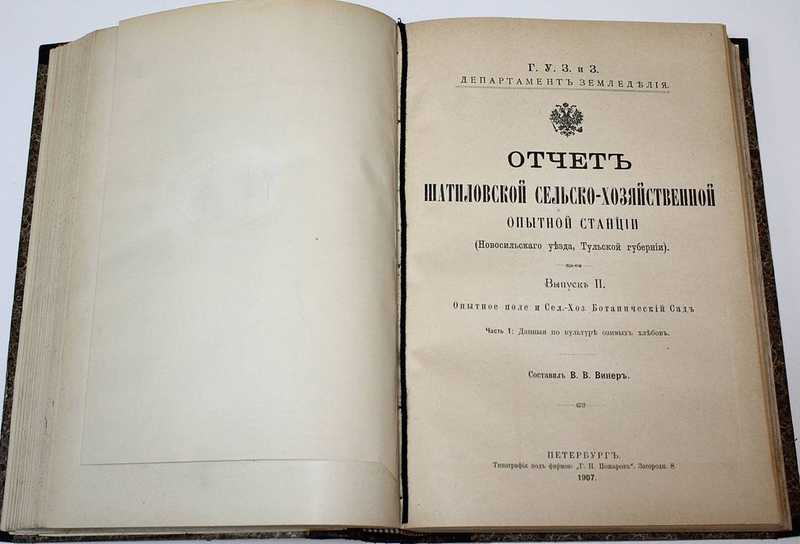 Г. У. З. и З.
ДЕПАРТАМЕНТЪ ЗЕМЛЕДѢЛІЯ.
ОТЧЕТЪ
ШАТИЛОВСКОЙ СЕЛЬСКО-ХОЗЯЙСТВЕННОЙ
ОПЫТНОЙ СТАНЦІИ
(Новосильскаго уѣзда, Тульской губерніи).
Выпускъ II.
Опытное поле и Сел.-Хоз. Ботаническій Садъ
Часть 1: Данныя по культурѣ озимыхъ хлѣбовъ.
Составилъ В. В. Винеръ.
ПЕТЕРБУРГЪ.
Типографія подъ фирмою „Г. П. Пожаровъ". Загородн. 8
1907.